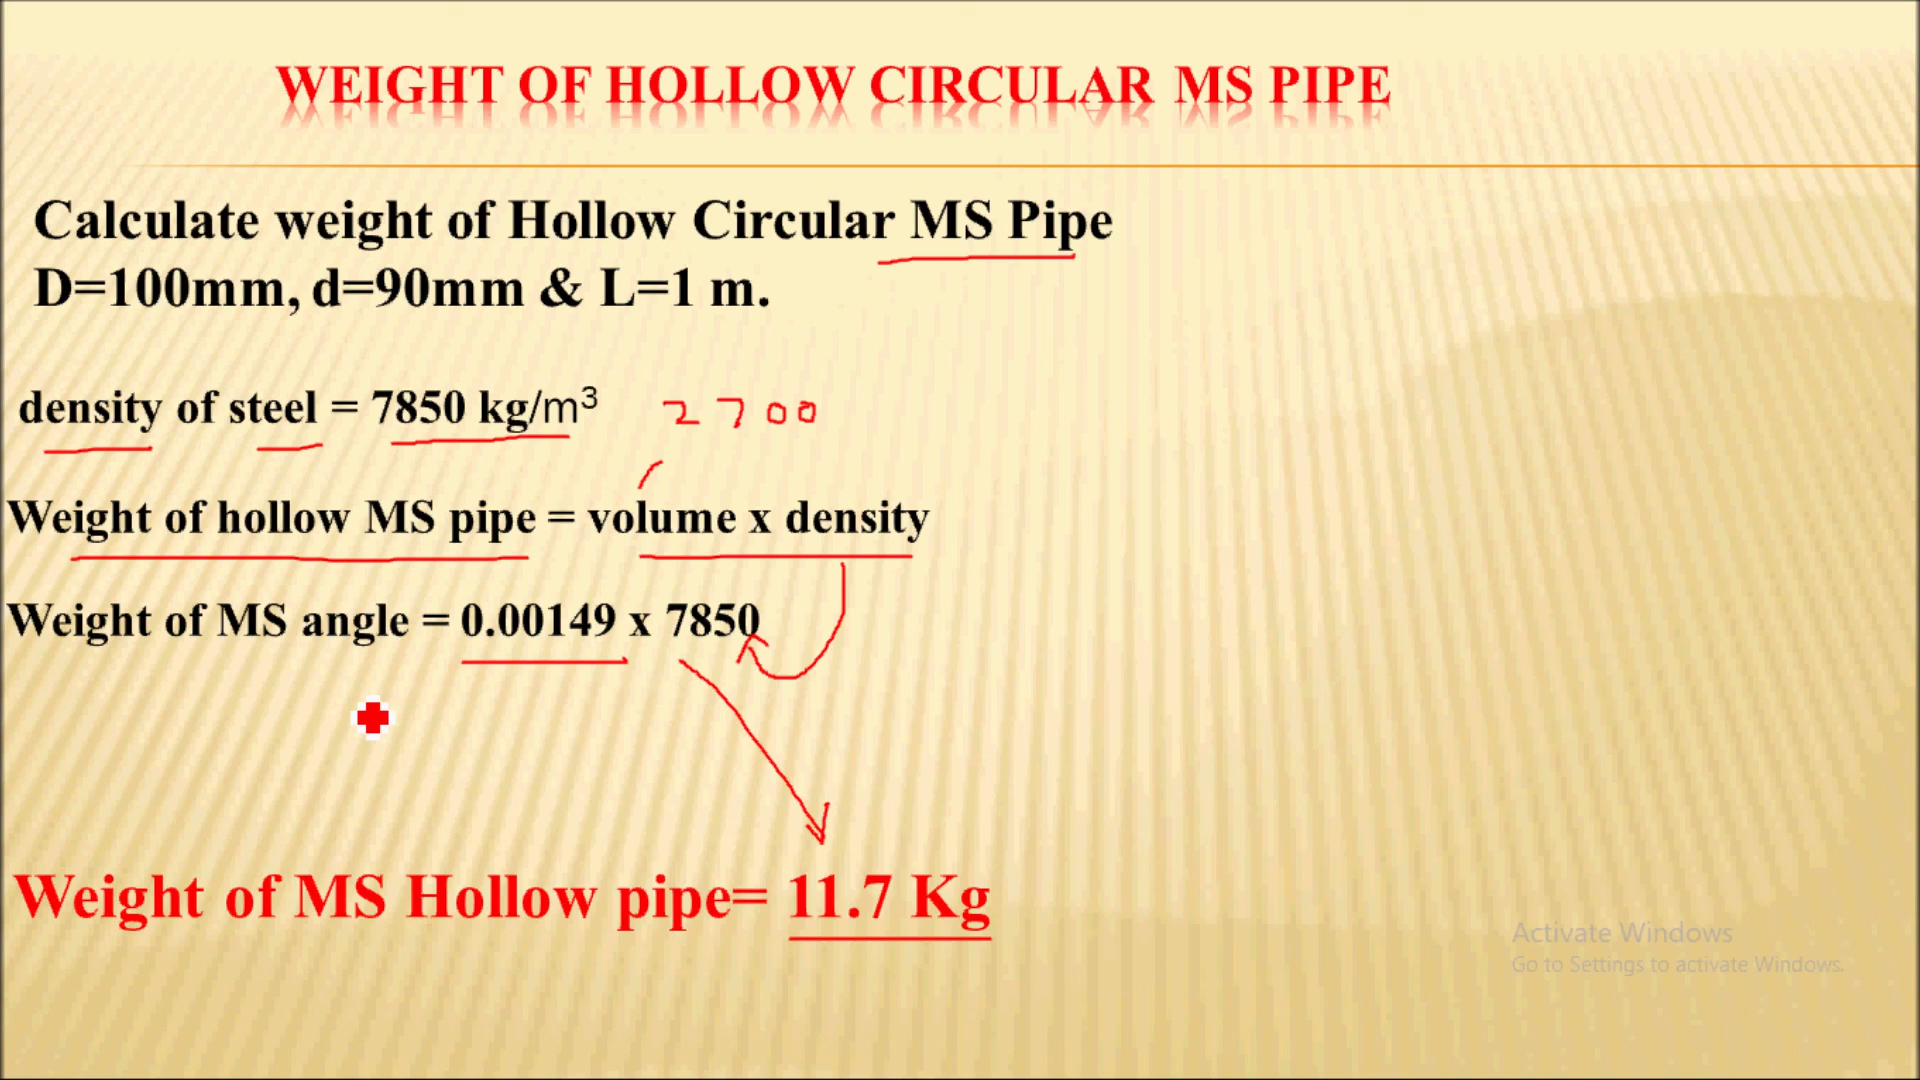 WEIGHT OF HOLLOW CIRCULAR MS PIPE
Calculate weight of Hollow Circular MS Pipe
D=100mm, d=90mm & L=1 m.
density of steel = 7850 kg/m³ 2700
Weight of hollow MS pipe = volume x density
Weight of MS angle = 0.00149 x 7850
Weight of MS Hollow pipe= 11.7 Kg
Activate Windows
Go to Settings to activate Windows.